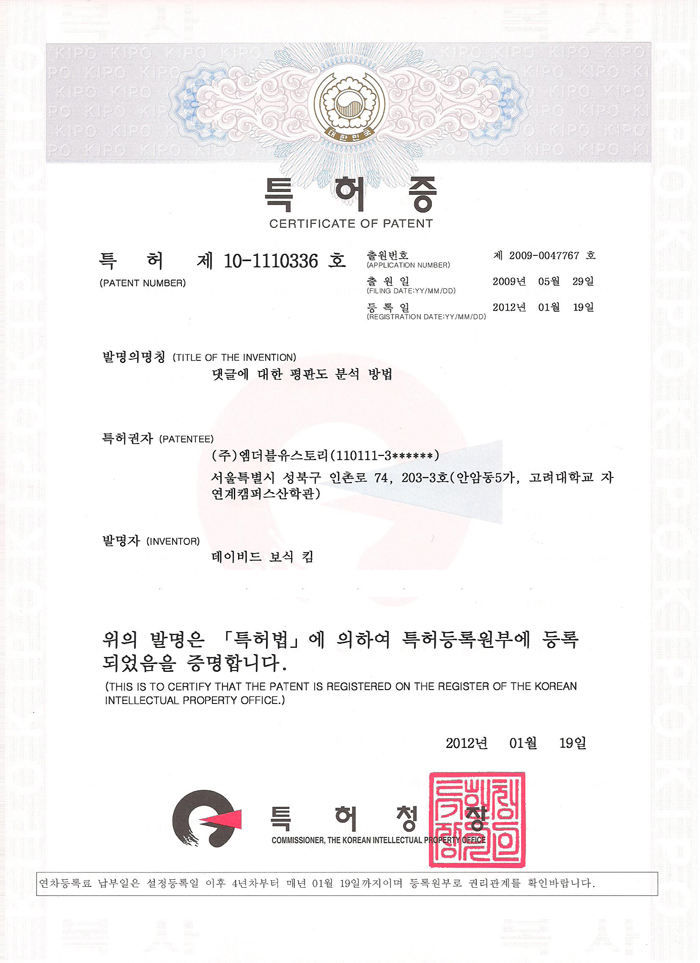 대한민국
특허증
CERTIFICATE OF PATENT
특 허 제 10-1110336 호
(PATENT NUMBER)
출원번호 제 2009-0047767 호
(APPLICATION NUMBER)
출 원 일 2009년 05월 29일
(FILING DATE:YY/MM/DD)
등 록 일 2012년 01월 19일
(REGISTRATION DATE:YY/MM/DD)
발명의명칭 (TITLE OF THE INVENTION)
댓글에 대한 평판도 분석 방법
특허권자 (PATENTEE)
(주)엠더블유스토리(110111-3******)
서울특별시 성북구 인촌로 74, 203-3호(안암동5가, 고려대학교 자
연계캠퍼스산학관)
발명자 (INVENTOR)
데이비드 보식 킴
위의 발명은 「특허법」에 의하여 특허등록원부에 등록
되었음을 증명합니다.
(THIS IS TO CERTIFY THAT THE PATENT IS REGISTERED ON THE REGISTER OF THE KOREAN
INTELLECTUAL PROPERTY OFFICE.)
2012년 01월 19일
특 허 청 장
COMMISSIONER, THE KOREAN INTELLECTUAL PROPERTY OFFICE
연차등록료 납부일은 설정등록일 이후 4년차부터 매년 01월 19일까지이며 등록원부로 권리관계를 확인바랍니다.